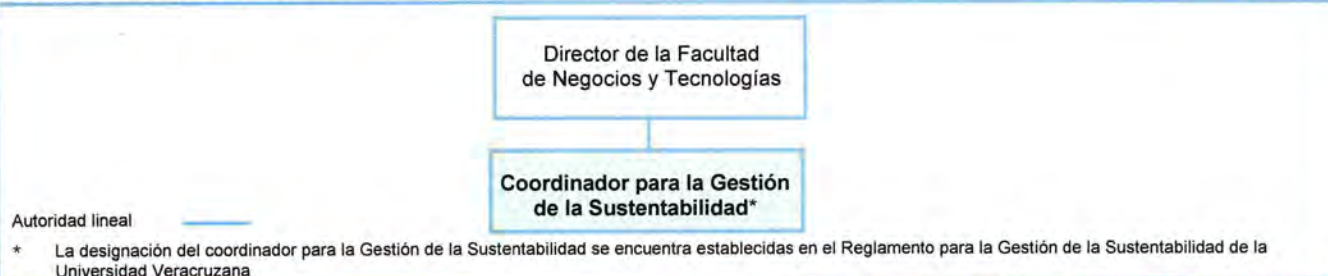 Director de la Facultad
de Negocios y Tecnologías
Coordinador para la Gestión
de la Sustentabilidad*
Autoridad lineal
* La designación del coordinador para la Gestión de la Sustentabilidad se encuentra establecidas en el Reglamento para la Gestión de la Sustentabilidad de la
Universidad Veracruzana